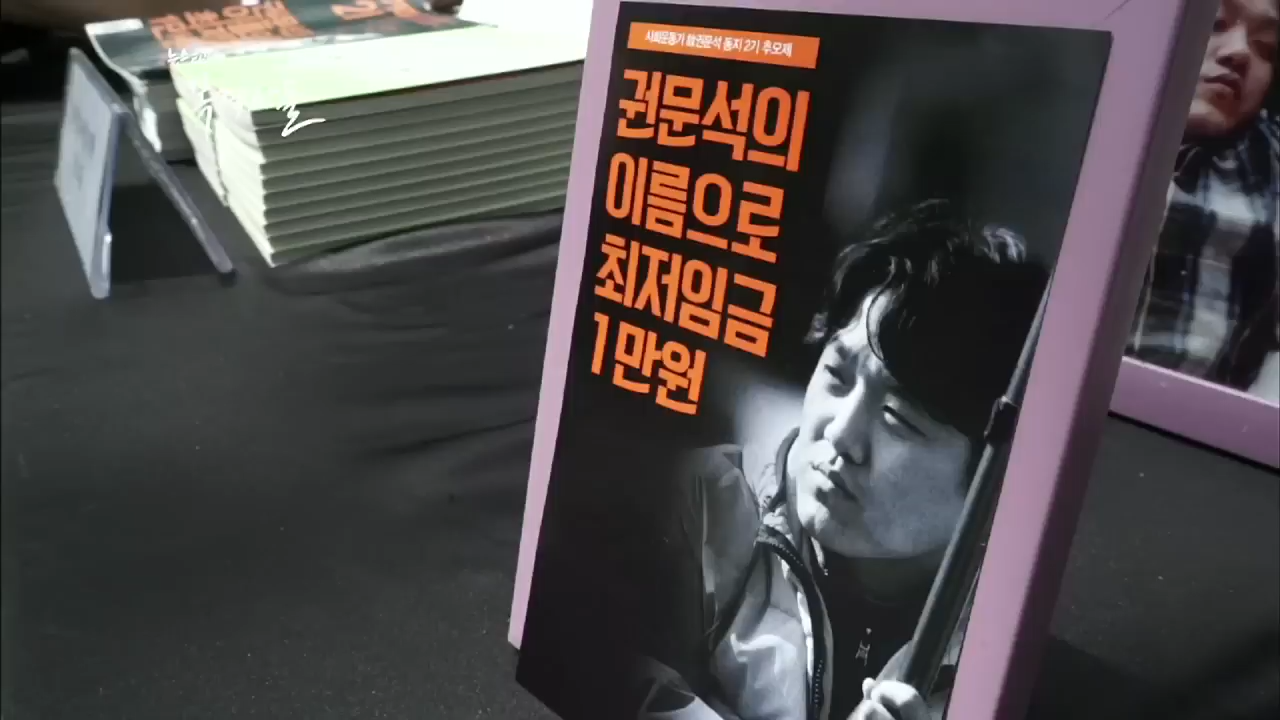 사회운동가 故권문석 동지 2기 추모제
권문석의
이름으로
최저임금
1만원